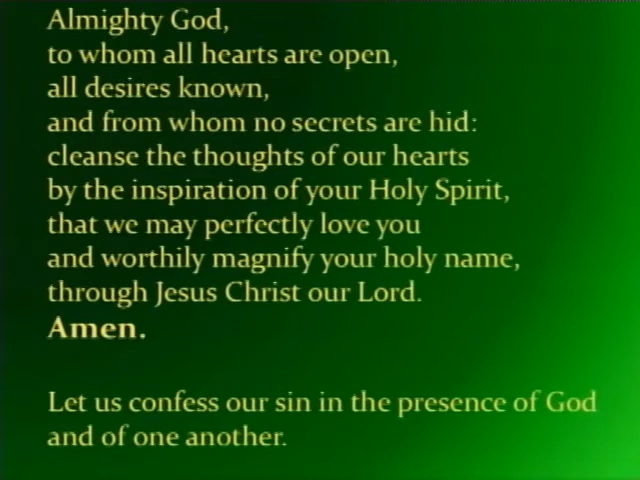 Almighty God,
to whom all hearts are open,
all desires known,
and from whom no secrets are hid:
cleanse the thoughts of our hearts
by the inspiration of your Holy Spirit,
that we may perfectly love you
and worthily magnify your holy name,
through Jesus Christ our Lord.
Amen.
Let us confess our sin in the presence of God
and of one another.